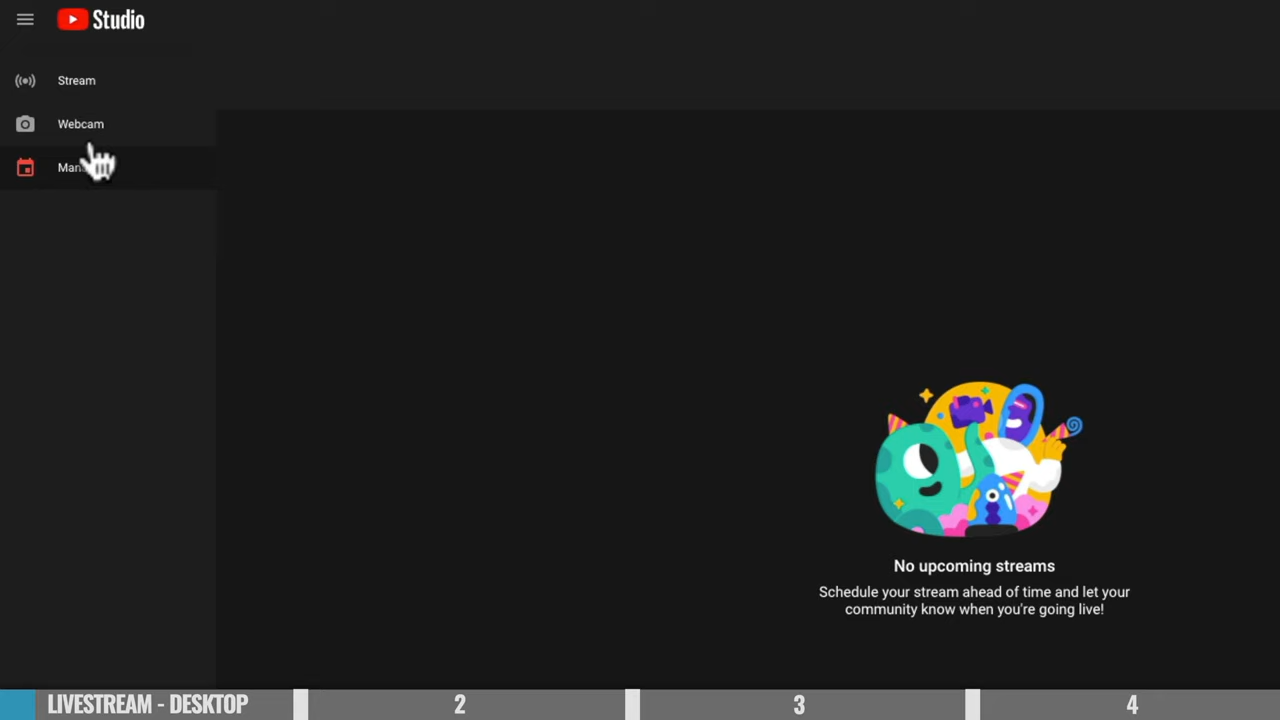 Studio
Stream
Webcam
No upcoming streams
Schedule your stream ahead of time and let your
community know when you're going live!
LIVESTREAM - DESKTOP
2
3
4